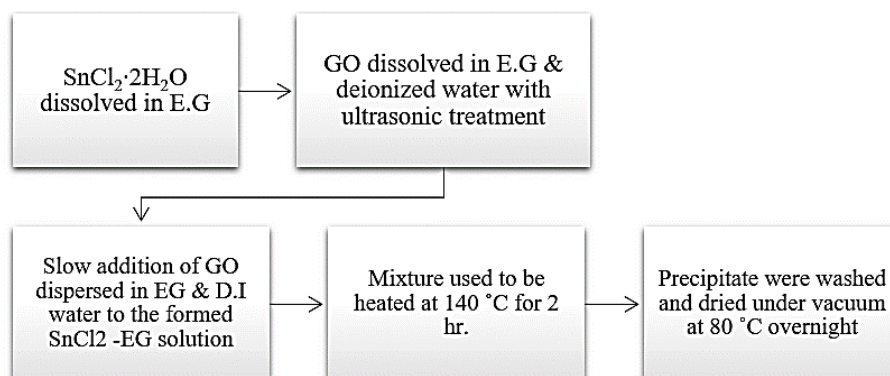 SnCl₂·2H₂O
dissolved in E.G
GO dissolved in E.G &
deionized water with
ultrasonic treatment
Slow addition of GO
dispersed in EG & D.I
water to the formed
SnCl2 -EG solution
Mixture used to be
heated at 140 ˚C for 2
hr.
Precipitate were washed
and dried under vacuum
at 80 ˚C overnight